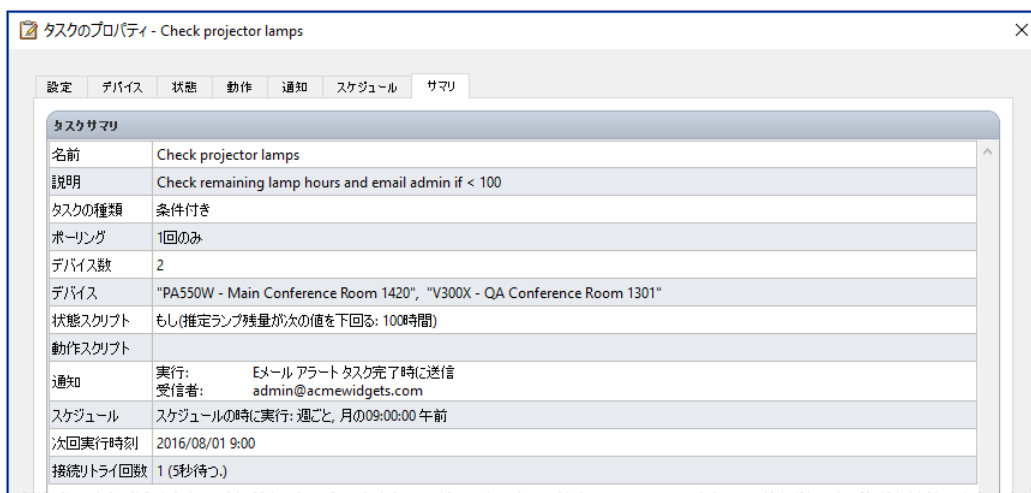 タスクのプロパティ - Check projector lamps
設定 デバイス 状態 動作 通知 スケジュール サマリ
タスクサマリ
名前 Check projector lamps
説明 Check remaining lamp hours and email admin if < 100
タスクの種類 条件付き
ポーリング 1回のみ
デバイス数 2
デバイス "PA550W - Main Conference Room 1420", "V300X - QA Conference Room 1301"
状態スクリプト もし(推定ランプ残量が次の値を下回る: 100時間)
動作スクリプト
通知 実行: Eメール アラート タスク完了時に送信
受信者: admin@acmewidgets.com
スケジュール スケジュールの時に実行: 週ごと, 月の09:00:00 午前
次回実行時刻 2016/08/01 9:00
接続リトライ回数 1 (5秒待つ.)